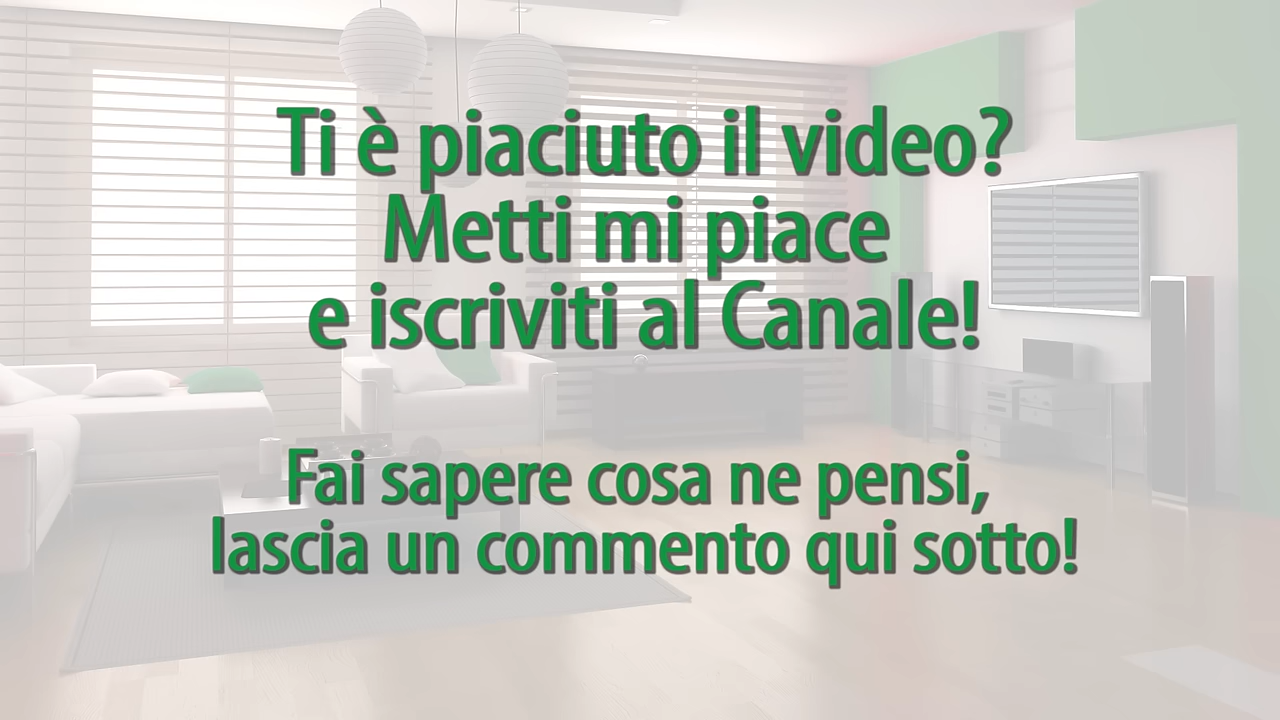 Ti è piaciuto il video?
Metti mi piace
e iscriviti al Canale!
Fai sapere cosa ne pensi,
lascia un commento qui sotto!